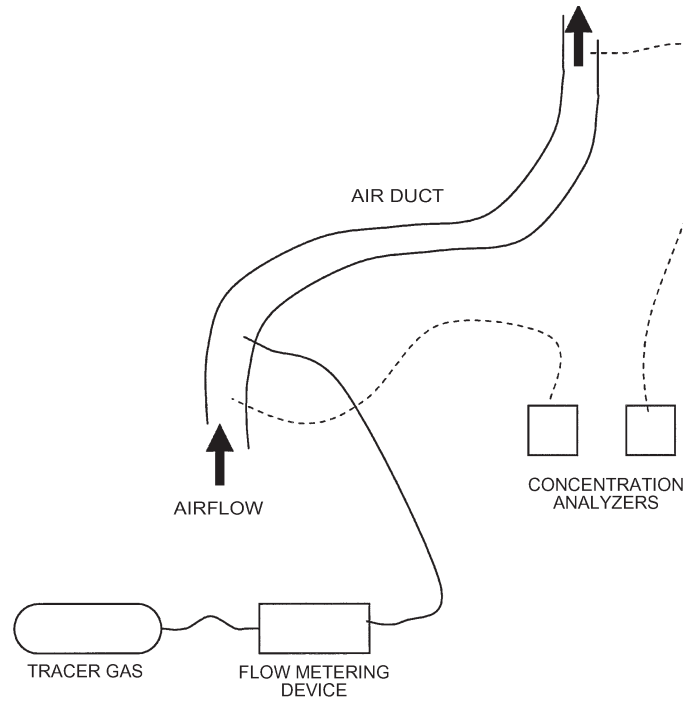 AIR DUCT
CONCENTRATION
ANALYZERS
AIRFLOW
TRACER GAS
FLOW METERING
DEVICE